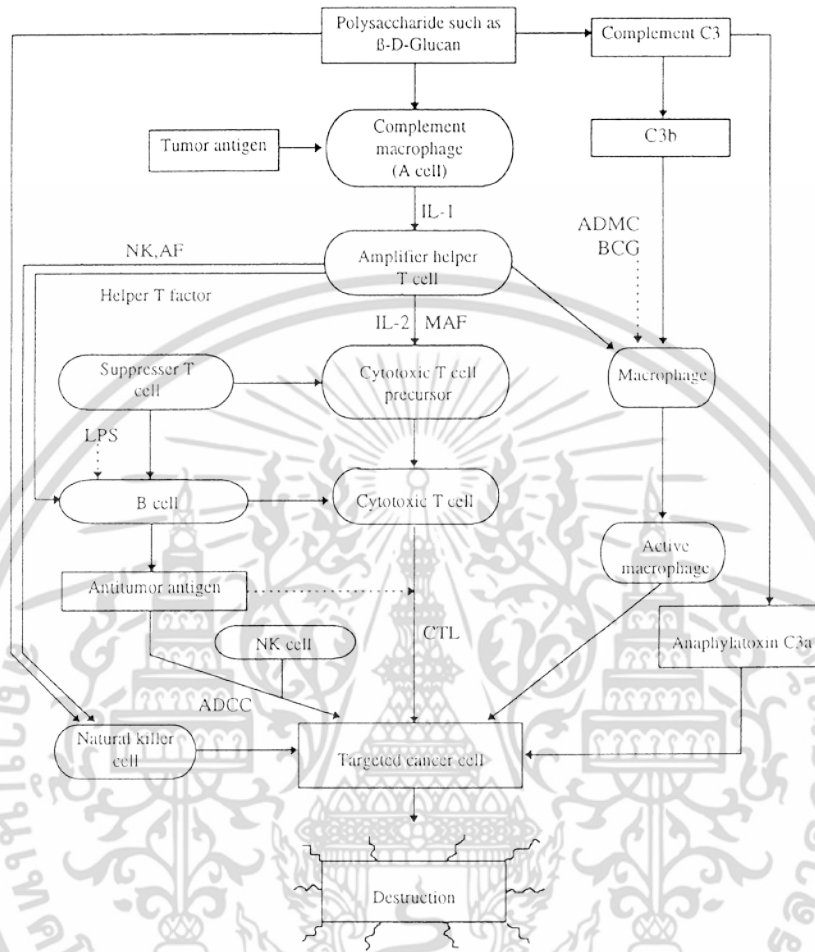 Polysaccharide such as
ß-D-Glucan
Complement C3
Complement
macrophage
(A cell)
C3b
Tumor antigen
IL-1
ADMC
BCG
NK,AF
Amplifier helper
T cell
Helper T factor
IL-2 MAF
Suppresser T
cell
Cytotoxic T cell
precursor
Macrophage
LPS
B cell
Cytotoxic T cell
Active
macrophage
Antitumor antigen
NK cell
CTL
Anaphylatoxin C3a
ADCC
Natural killer
cell
Targeted cancer cell
Destruction